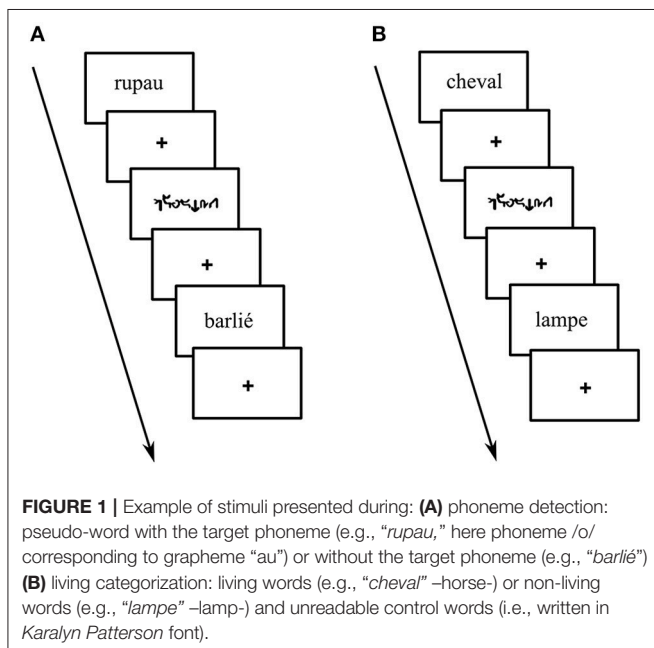 A
B
rupau
cheval
+
+
+
+
barlié
lampe
+
+
FIGURE 1 | Example of stimuli presented during: (A) phoneme detection:
pseudo-word with the target phoneme (e.g., “rupau,” here phoneme /o/
corresponding to grapheme “au”) or without the target phoneme (e.g., “barlié”)
(B) living categorization: living words (e.g., “cheval” –horse-) or non-living
words (e.g., “lampe” –lamp-) and unreadable control words (i.e., written in
Karalyn Patterson font).